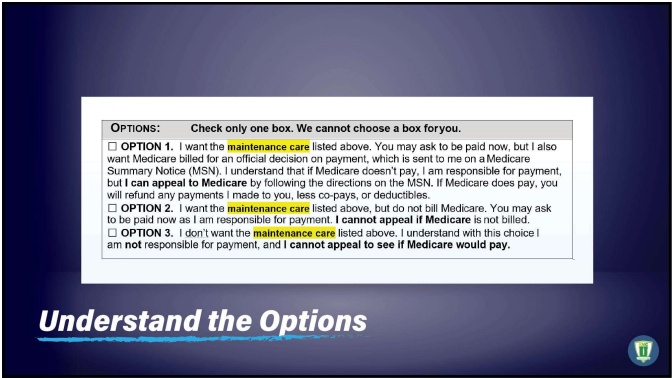 OPTIONS: Check only one box. We cannot choose a box foryou.
☐ OPTION 1. I want the maintenance care listed above. You may ask to be paid now, but I also
want Medicare billed for an official decision on payment, which is sent to me on a Medicare
Summary Notice (MSN). I understand that if Medicare doesn't pay, I am responsible for payment,
but I can appeal to Medicare by following the directions on the MSN. If Medicare does pay, you
will refund any payments I made to you, less co-pays, or deductibles.
☐ OPTION 2. I want the maintenance care listed above, but do not bill Medicare. You may ask
to be paid now as I am responsible for payment. I cannot appeal if Medicare is not billed.
☐ OPTION 3. I don't want the maintenance care listed above. I understand with this choice I
am not responsible for payment, and I cannot appeal to see if Medicare would pay.
Understand the Options